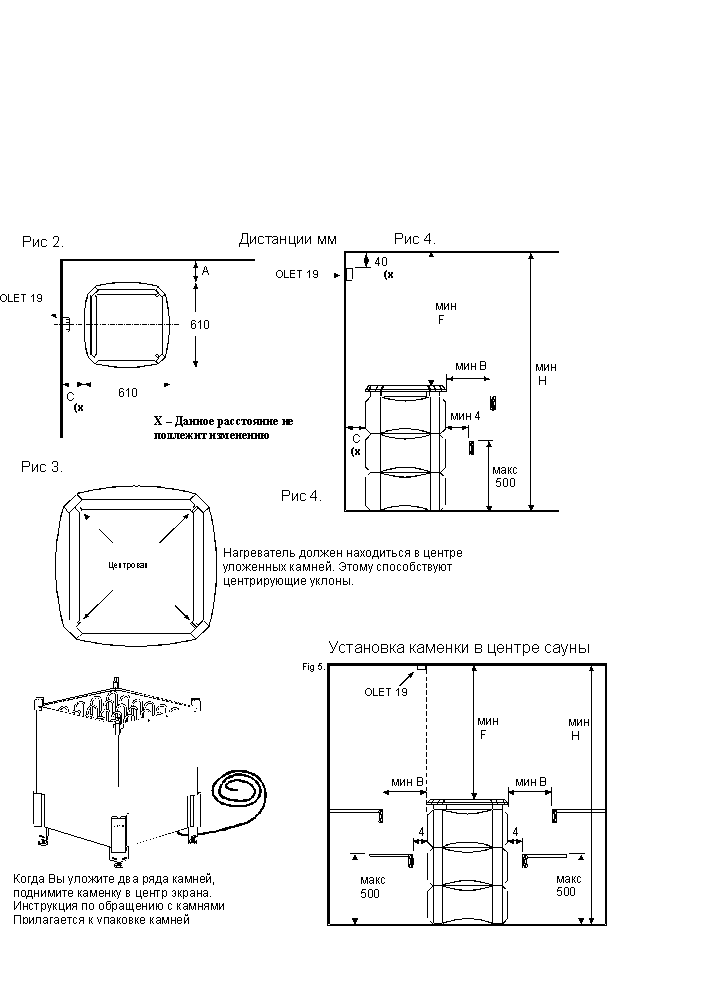 Рис 2.
Дистанции мм
Рис 4.
A
40
(x
OLET 19
OLET 19
610
мин
F
мин B
мин
H
C
(x
610
X – Данное расстояние не
подлежит изменению
мин 4
C
(x
макс
500
Рис 3.
Рис 4.
Нагреватель должен находиться в центре
уложенных камней. Этому способствуют
центрирующие уклоны.
Установка каменки в центре сауны
Fig 5.
OLET 19
мин
F
мин
H
мин B
мин B
4
4
макс
500
макс
500
Когда Вы уложите два ряда камней,
поднимите каменку в центр экрана.
Инструкция по обращению с камнями
Прилагается к упаковке камней